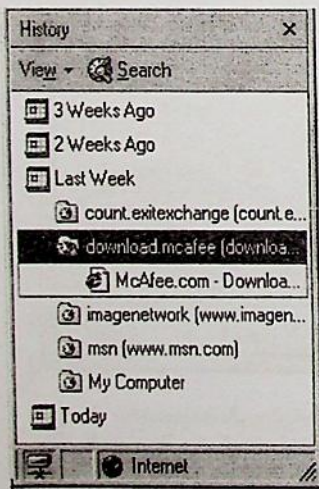 History
View Search
3 Weeks Ago
2 Weeks Ago
Last Week
count.exitexchange (count.e...
download.mcafee (downloa...
McAfee.com - Downloa...
imagenetwork (www.imagen...
msn (www.msn.com)
My Computer
Today
Internet